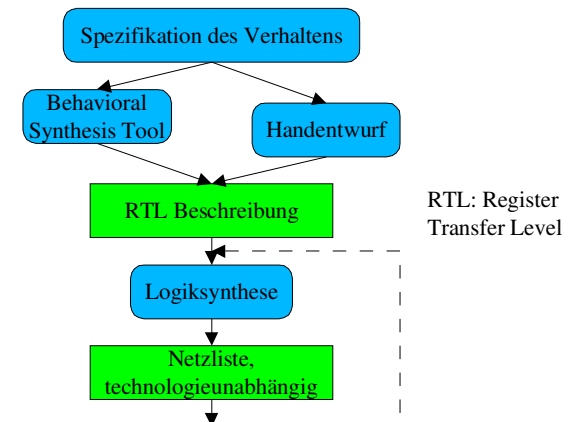 Spezifikation des Verhaltens
Behavioral
Synthesis Tool
Handentwurf
RTL Beschreibung
RTL: Register
Transfer Level
Logiksynthese
Netzliste,
technologieunabhängig